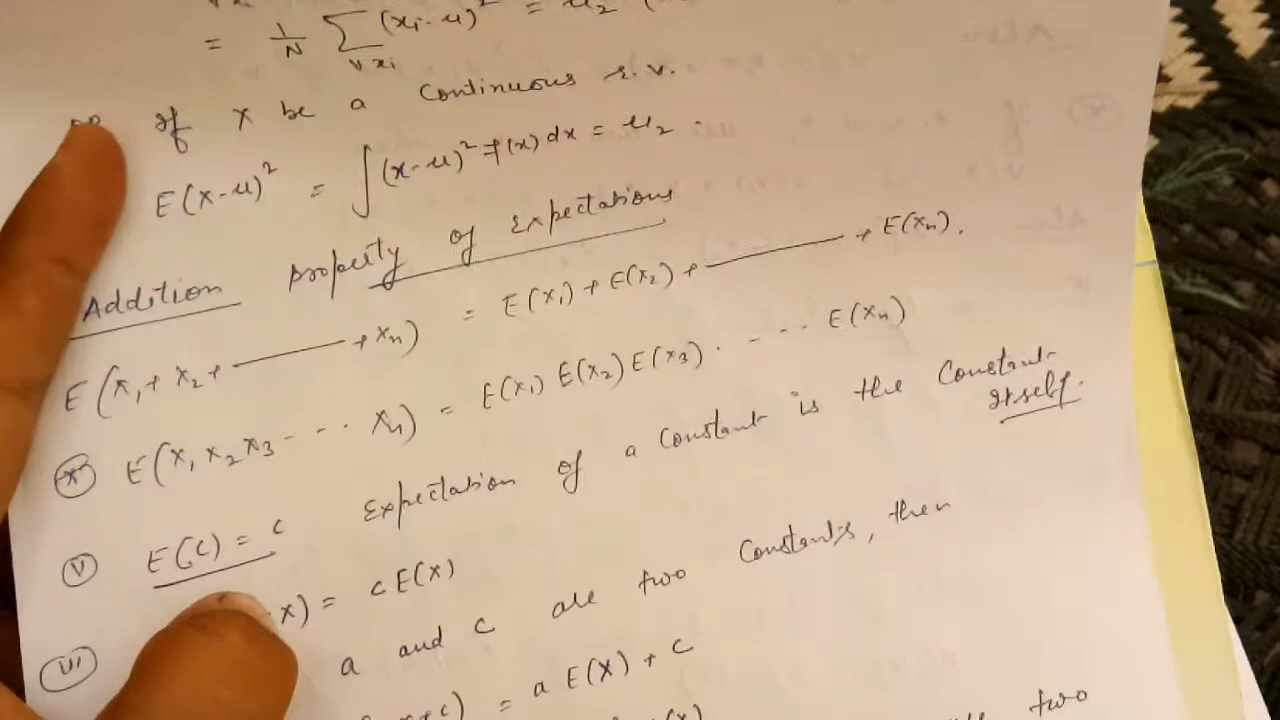 = 1/N ∑ (xi-u)² = u₂
∀ xi
If X be a continuous r.v.
E(x-u)² = ∫(x-u)² f(x) dx = u₂.
Addition property of expectations
E(x₁ + x₂ + ——— + xn) = E(x₁) + E(x₂) + ——— + E(xn).
* E(x₁ x₂ x₃ - - .. xn) = E(x₁) E(x₂) E(x₃) . - - .. E(xn)
V E(c) = c Expectation of a constant is the constant
itself.
x) = c E(x)
VI a and c are two constants, then
+c) = a E(x) + c
(x) two